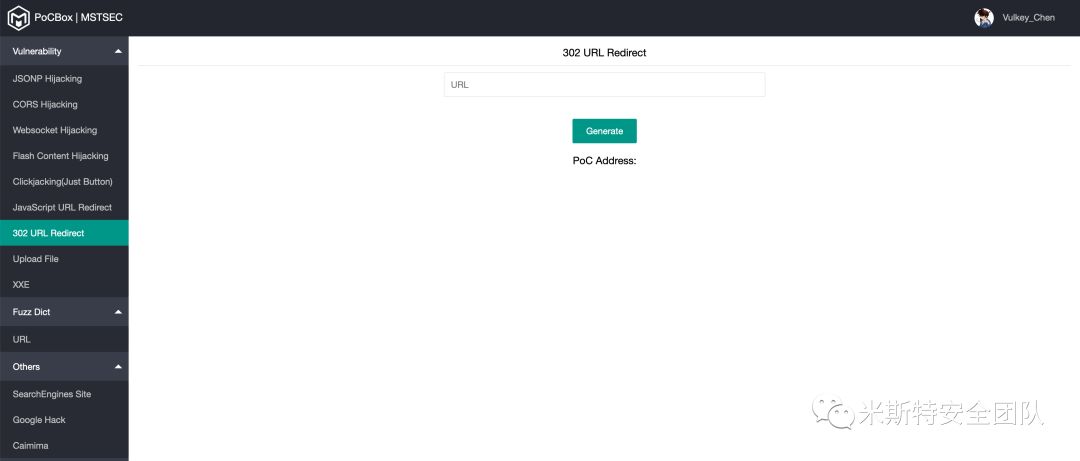 PoCBox | MSTSEC
Vulkey_Chen
Vulnerability
JSONP Hijacking
CORS Hijacking
Websocket Hijacking
Flash Content Hijacking
Clickjacking(Just Button)
JavaScript URL Redirect
302 URL Redirect
Upload File
XXE
Fuzz Dict
URL
Others
SearchEngines Site
Google Hack
Caimima
302 URL Redirect
URL
Generate
PoC Address:
米斯特安全团队